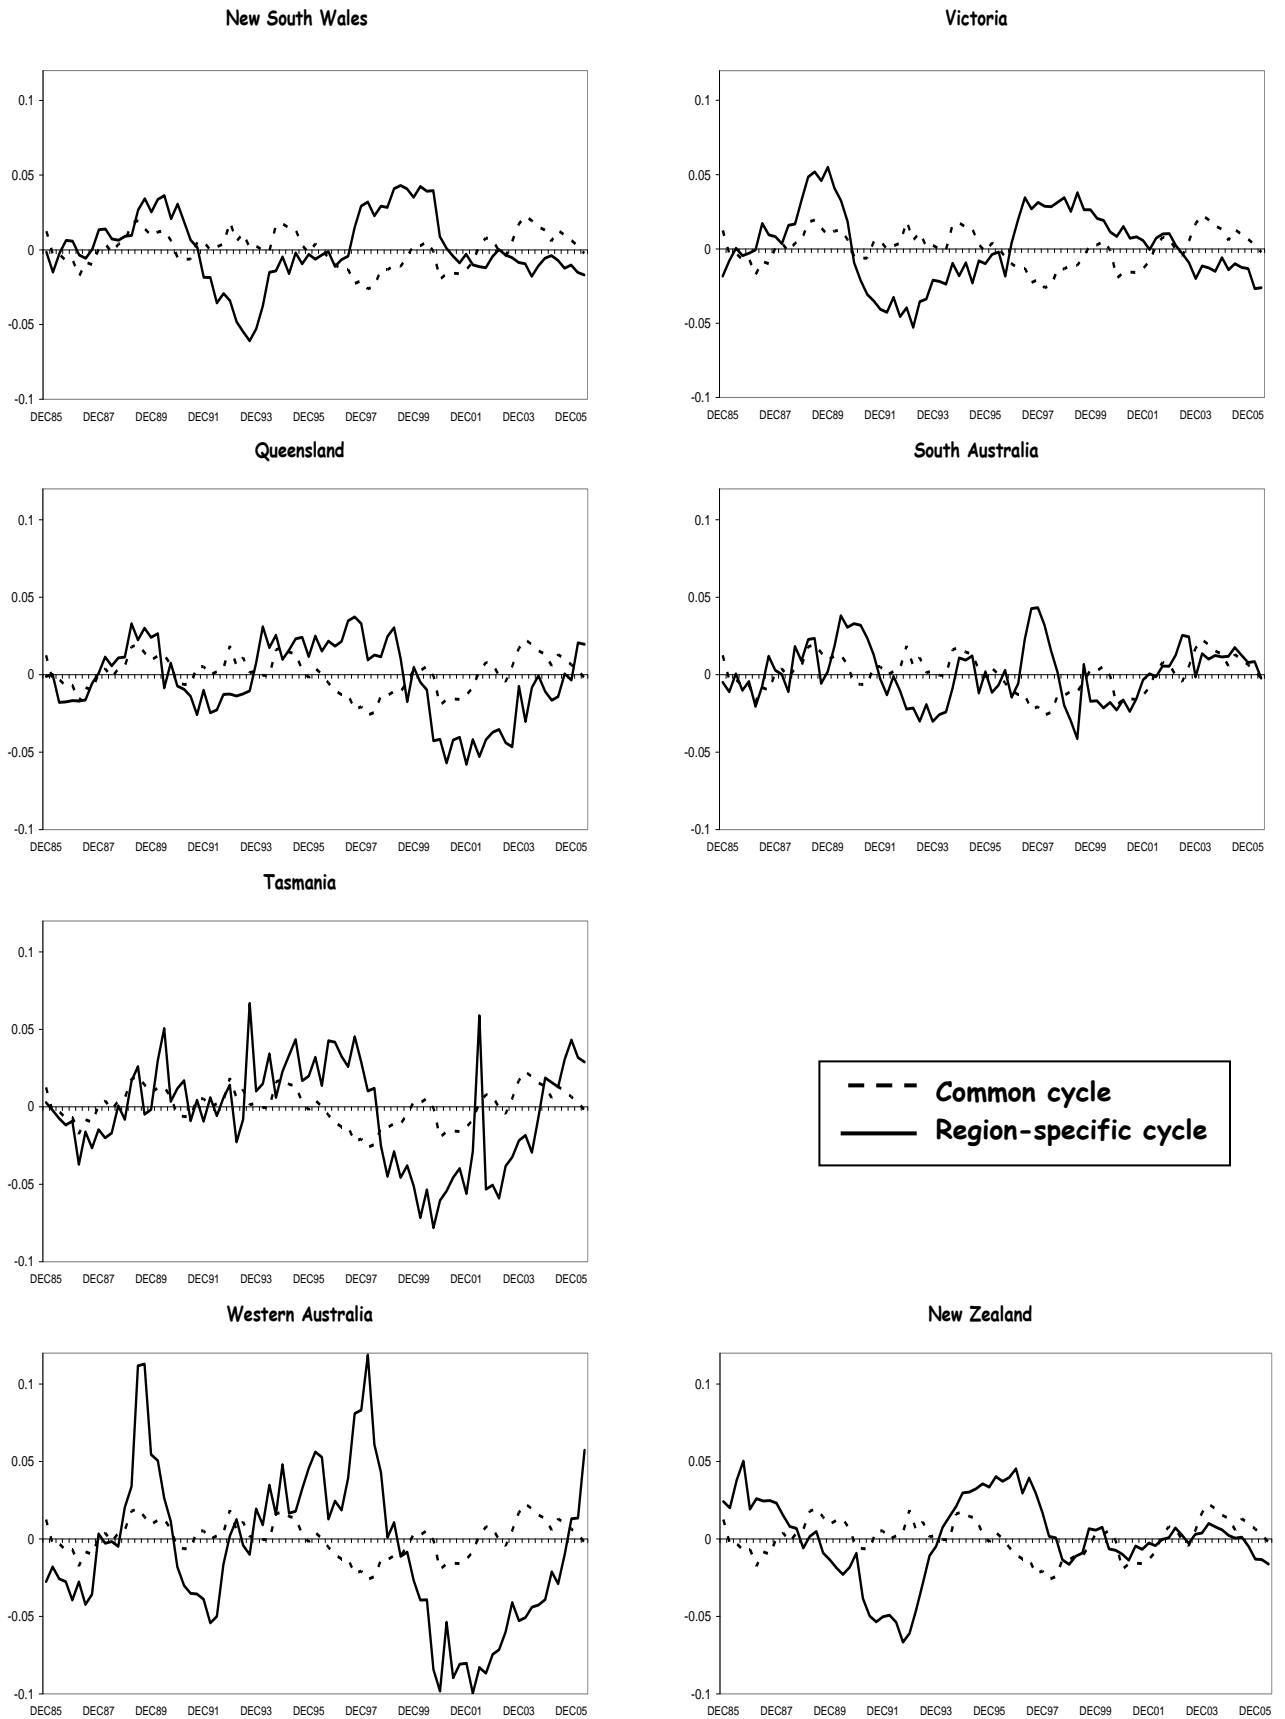 New South Wales
Victoria
0.1
0.05
0
-0.05
-0.1
DEC85 DEC87 DEC89 DEC91 DEC93 DEC95 DEC97 DEC99 DEC01 DEC03 DEC05
0.1
0.05
0
-0.05
-0.1
DEC85 DEC87 DEC89 DEC91 DEC93 DEC95 DEC97 DEC99 DEC01 DEC03 DEC05
Queensland
South Australia
0.1
0.05
0
-0.05
-0.1
DEC85 DEC87 DEC89 DEC91 DEC93 DEC95 DEC97 DEC99 DEC01 DEC03 DEC05
0.1
0.05
0
-0.05
-0.1
DEC85 DEC87 DEC89 DEC91 DEC93 DEC95 DEC97 DEC99 DEC01 DEC03 DEC05
Tasmania
0.1
0.05
0
-0.05
-0.1
DEC85 DEC87 DEC89 DEC91 DEC93 DEC95 DEC97 DEC99 DEC01 DEC03 DEC05
Common cycle
Region-specific cycle
Western Australia
New Zealand
0.1
0.05
0
-0.05
-0.1
DEC85 DEC87 DEC89 DEC91 DEC93 DEC95 DEC97 DEC99 DEC01 DEC03 DEC05
0.1
0.05
0
-0.05
-0.1
DEC85 DEC87 DEC89 DEC91 DEC93 DEC95 DEC97 DEC99 DEC01 DEC03 DEC05